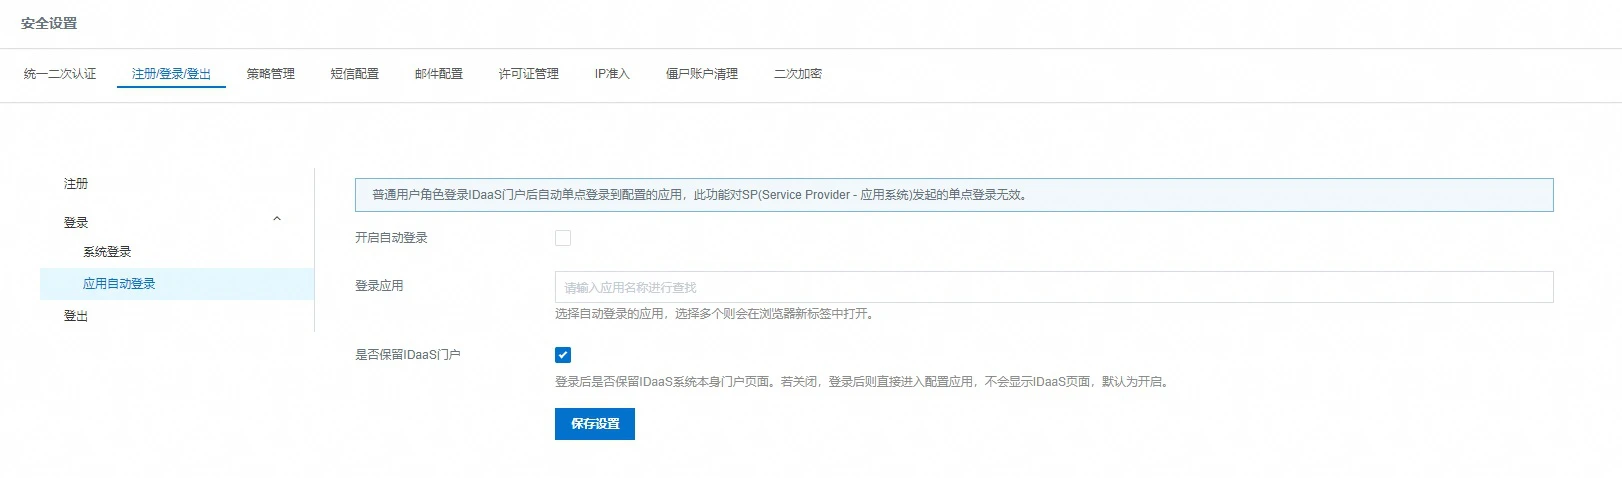 安全设置
统一二次认证 注册/登录/登出 策略管理 短信配置 邮件配置 许可证管理 IP准入 僵尸账户清理 二次加密
注册
登录
系统登录
应用自动登录
登出
普通用户角色登录IDaaS门户后自动单点登录到配置的应用，此功能对SP(Service Provider - 应用系统)发起的单点登录无效。
开启自动登录
登录应用
请输入应用名称进行查找
选择自动登录的应用，选择多个则会在浏览器新标签中打开。
是否保留IDaaS门户
登录后是否保留IDaaS系统本身门户页面。若关闭，登录后则直接进入配置应用，不会显示IDaaS页面，默认为开启。
保存设置